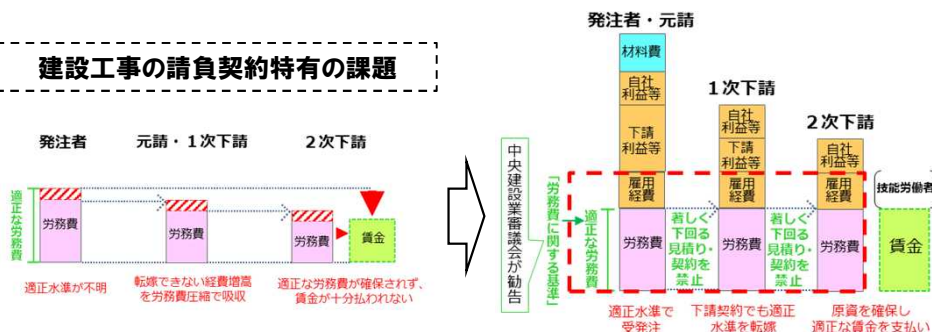 建設工事の請負契約特有の課題
発注者
元請・1次下請
2次下請
適正な労務費
労務費
労務費
労務費
賃金
適正水準が不明
転嫁できない経費増嵩
を労務費圧縮で吸収
適正な労務費が確保されず、
賃金が十分払われない
発注者・元請
材料費
自社
利益等
下請
利益等
雇用
経費
労務費
1次下請
自社
利益等
下請
利益等
雇用
経費
労務費
2次下請
自社
利益等
雇用
経費
労務費
技能労働者
賃金
中央建設業審議会が勧告
「労務費に関する基準」
適正な労務費
著しく
下回る
見積り・
契約を
禁止
著しく
下回る
見積り・
契約を
禁止
適正水準で
受発注
下請契約でも適正
水準を転嫁
原資を確保し
適正な賃金を支払い